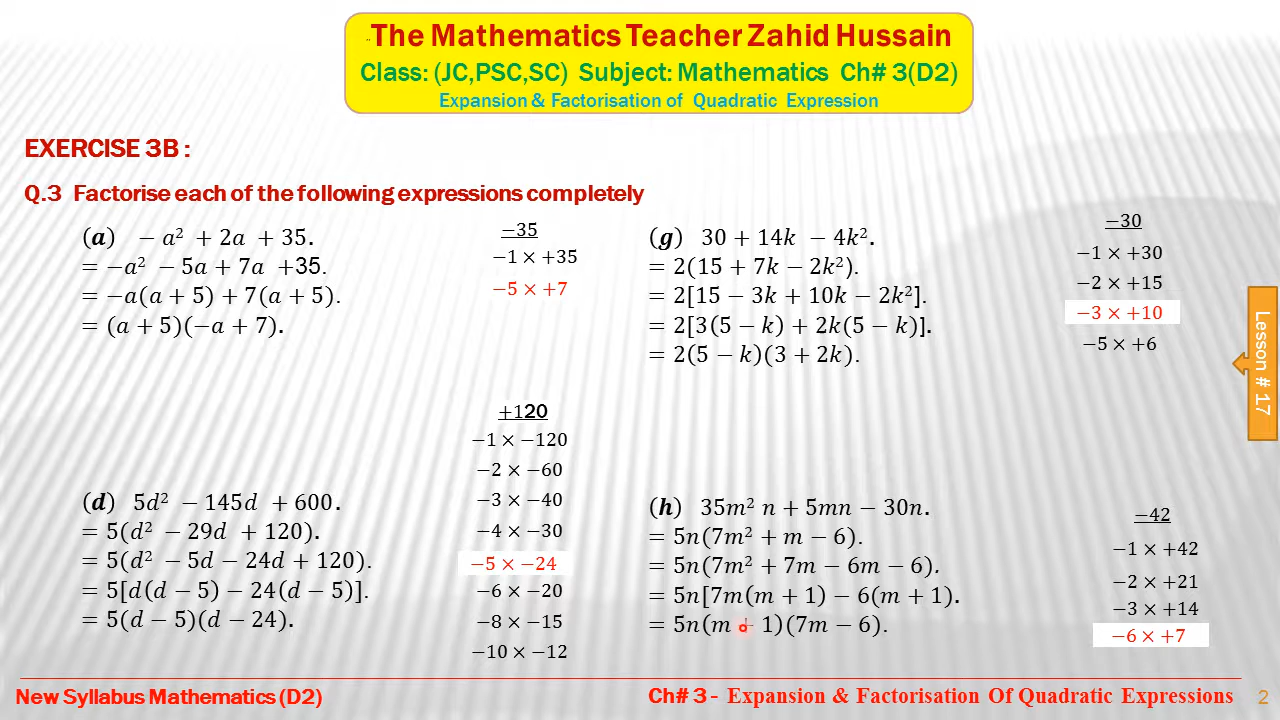 The Mathematics Teacher Zahid Hussain
Class: (JC,PSC,SC) Subject: Mathematics Ch# 3(D2)
Expansion & Factorisation of Quadratic Expression
EXERCISE 3B :
Q.3 Factorise each of the following expressions completely
(a) − a² + 2a + 35.
= −a² − 5a + 7a +35.
= −a(a + 5) + 7(a + 5).
= (a + 5)(−a + 7).
−35
−1 × +35
−5 × +7
(d) 5d² − 145d + 600.
= 5(d² − 29d + 120).
= 5(d² − 5d − 24d + 120).
= 5[d(d − 5) − 24(d − 5)].
= 5(d − 5)(d − 24).
+120
−1 × −120
−2 × −60
−3 × −40
−4 × −30
−5 × −24
−6 × −20
−8 × −15
−10 × −12
(g) 30 + 14k − 4k².
= 2(15 + 7k − 2k²).
= 2[15 − 3k + 10k − 2k²].
= 2[3(5 − k) + 2k(5 − k)].
= 2(5 − k)(3 + 2k).
−30
−1 × +30
−2 × +15
−3 × +10
−5 × +6
(h) 35m² n + 5mn − 30n.
= 5n(7m² + m − 6).
= 5n(7m² + 7m − 6m − 6).
= 5n[7m(m + 1) − 6(m + 1).
= 5n(m + 1)(7m − 6).
−42
−1 × +42
−2 × +21
−3 × +14
−6 × +7
Lesson # 17
New Syllabus Mathematics (D2)
Ch# 3 - Expansion & Factorisation Of Quadratic Expressions
2